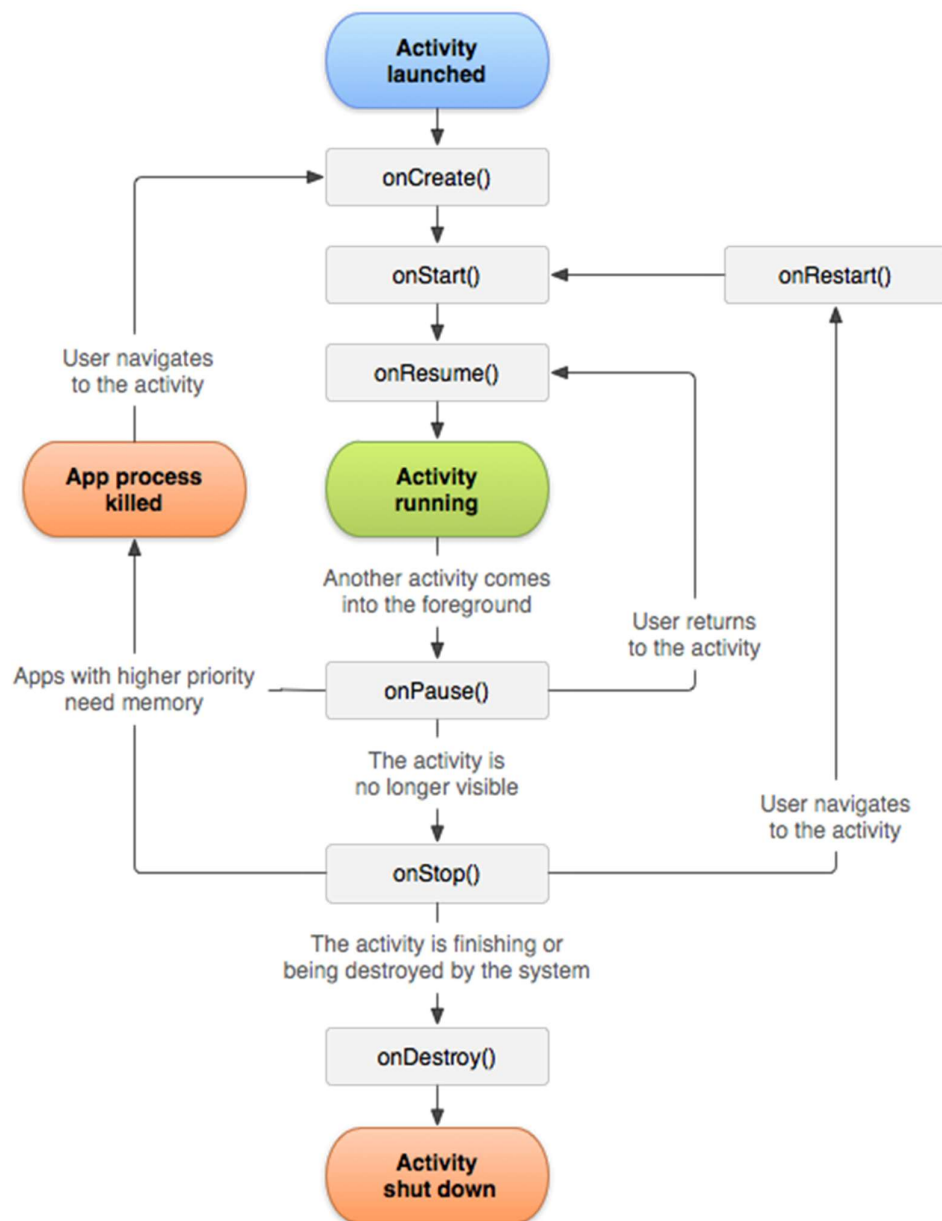 Activity
launched
onCreate()
onStart()
onRestart()
User navigates
to the activity
onResume()
App process
killed
Activity
running
Another activity comes
into the foreground
User returns
to the activity
Apps with higher priority
need memory
onPause()
The activity is
no longer visible
User navigates
to the activity
onStop()
The activity is finishing or
being destroyed by the system
onDestroy()
Activity
shut down